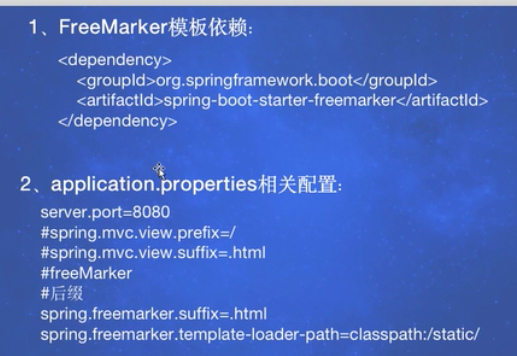 1、FreeMarker模板依赖:
<dependency>
<groupId>org.springframework.boot</groupId>
<artifactId>spring-boot-starter-freemarker</artifactId>
</dependency>
2、application.properties相关配置:
server.port=8080
#spring.mvc.view.prefix=/
#spring.mvc.view.suffix=.html
#freeMarker
#后缀
spring.freemarker.suffix=.html
spring.freemarker.template-loader-path=classpath:/static/